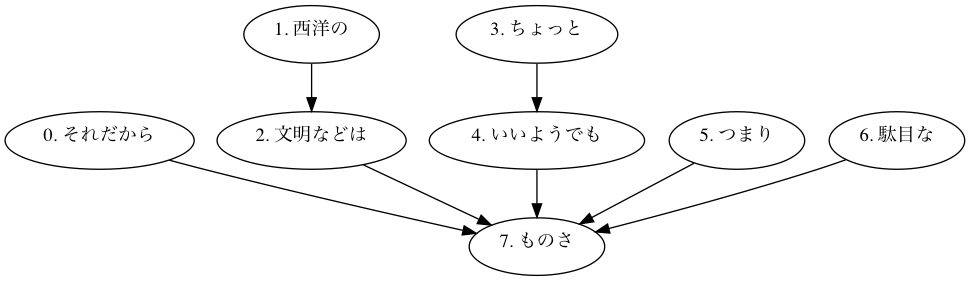 1. 西洋の
3. ちょっと
0. それだから
2. 文明などは
4. いいようでも
5. つまり
6. 駄目な
7. ものさ